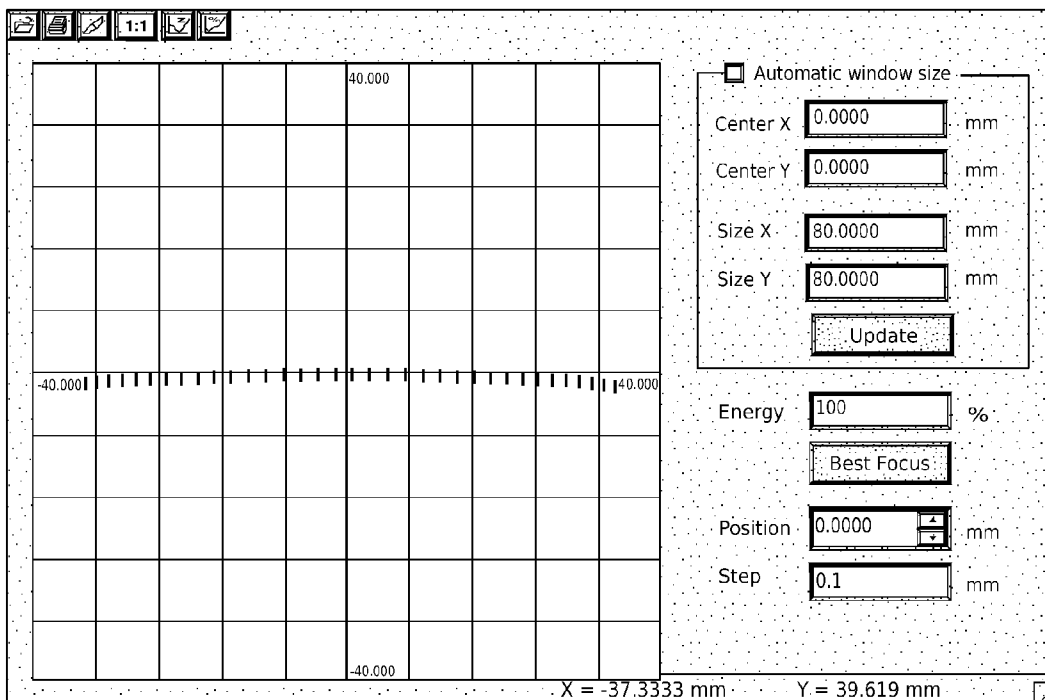 1:1
%
40.000
-40.000
40.000
-40.000
Automatic window size
Center X 0.0000 mm
Center Y 0.0000 mm
Size X 80.0000 mm
Size Y 80.0000 mm
Update
Energy 100 %
Best Focus
Position 0.0000 mm
Step 0.1 mm
X = -37.3333 mm Y = 39.619 mm